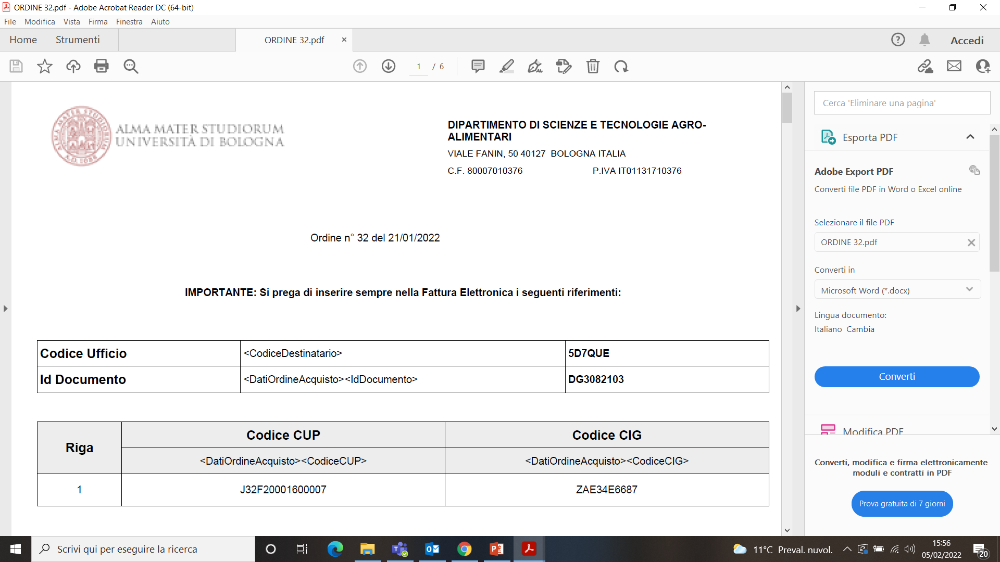 ORDINE 32.pdf - Adobe Acrobat Reader DC (64-bit)
File Modifica Vista Firma Finestra Aiuto
Home Strumenti ORDINE 32.pdf × Accedi
1 / 6
ALMA MATER STUDIORUM
UNIVERSITÀ DI BOLOGNA
DIPARTIMENTO DI SCIENZE E TECNOLOGIE AGRO-
ALIMENTARI
VIALE FANIN, 50 40127 BOLOGNA ITALIA
C.F. 80007010376 P.IVA IT01131710376
Ordine n° 32 del 21/01/2022
IMPORTANTE: Si prega di inserire sempre nella Fattura Elettronica i seguenti riferimenti:
Codice Ufficio <CodiceDestinatario> 5D7QUE
Id Documento <DatiOrdineAcquisto><IdDocumento> DG3082103
Riga Codice CUP Codice CIG
<DatiOrdineAcquisto><CodiceCUP> <DatiOrdineAcquisto><CodiceCIG>
1 J32F20001600007 ZAE34E6687
Cerca 'Eliminare una pagina'
Esporta PDF
Adobe Export PDF
Converti file PDF in Word o Excel online
Selezionare il file PDF
ORDINE 32.pdf
Converti in
Microsoft Word (*.docx)
Lingua documento:
Italiano Cambia
Converti
Modifica PDF
Converti, modifica e firma elettronicamente
moduli e contratti in PDF
Prova gratuita di 7 giorni
Scrivi qui per eseguire la ricerca
11°C Preval. nuvol.
15:56
05/02/2022
20